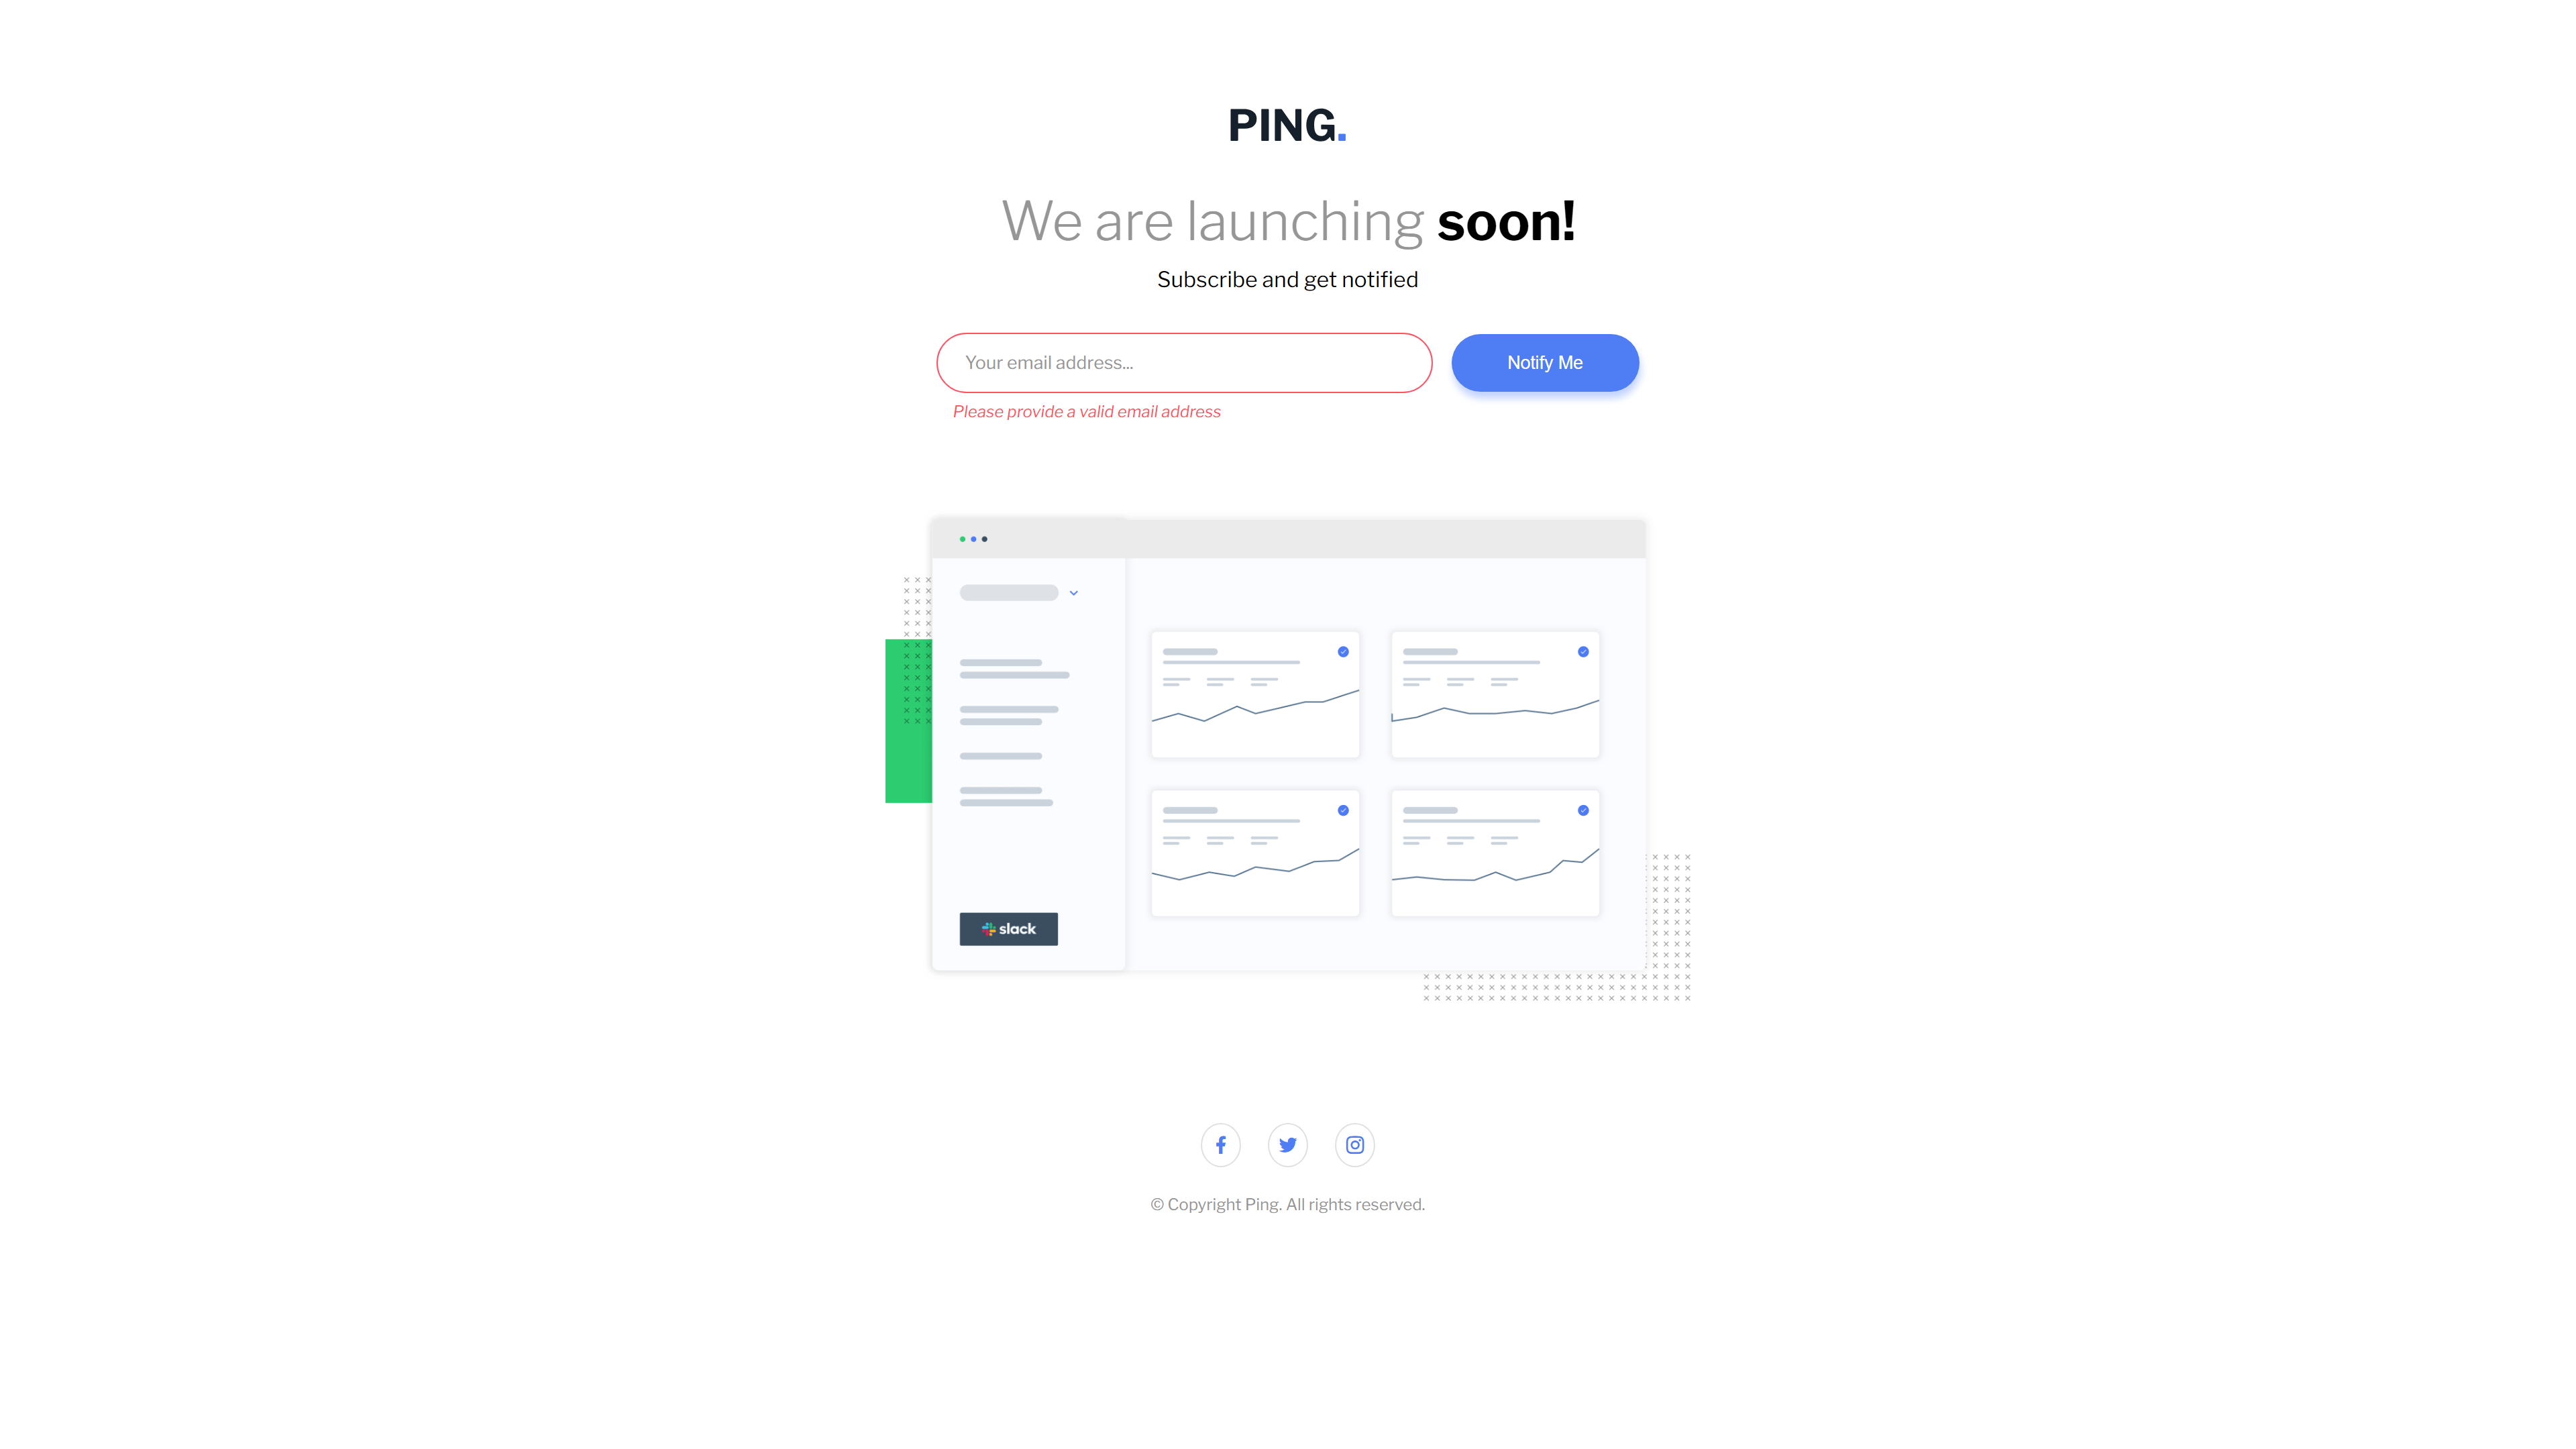 PING.
We are launching soon!
Subscribe and get notified
Your email address...
Notify Me
Please provide a valid email address
slack
© Copyright Ping. All rights reserved.